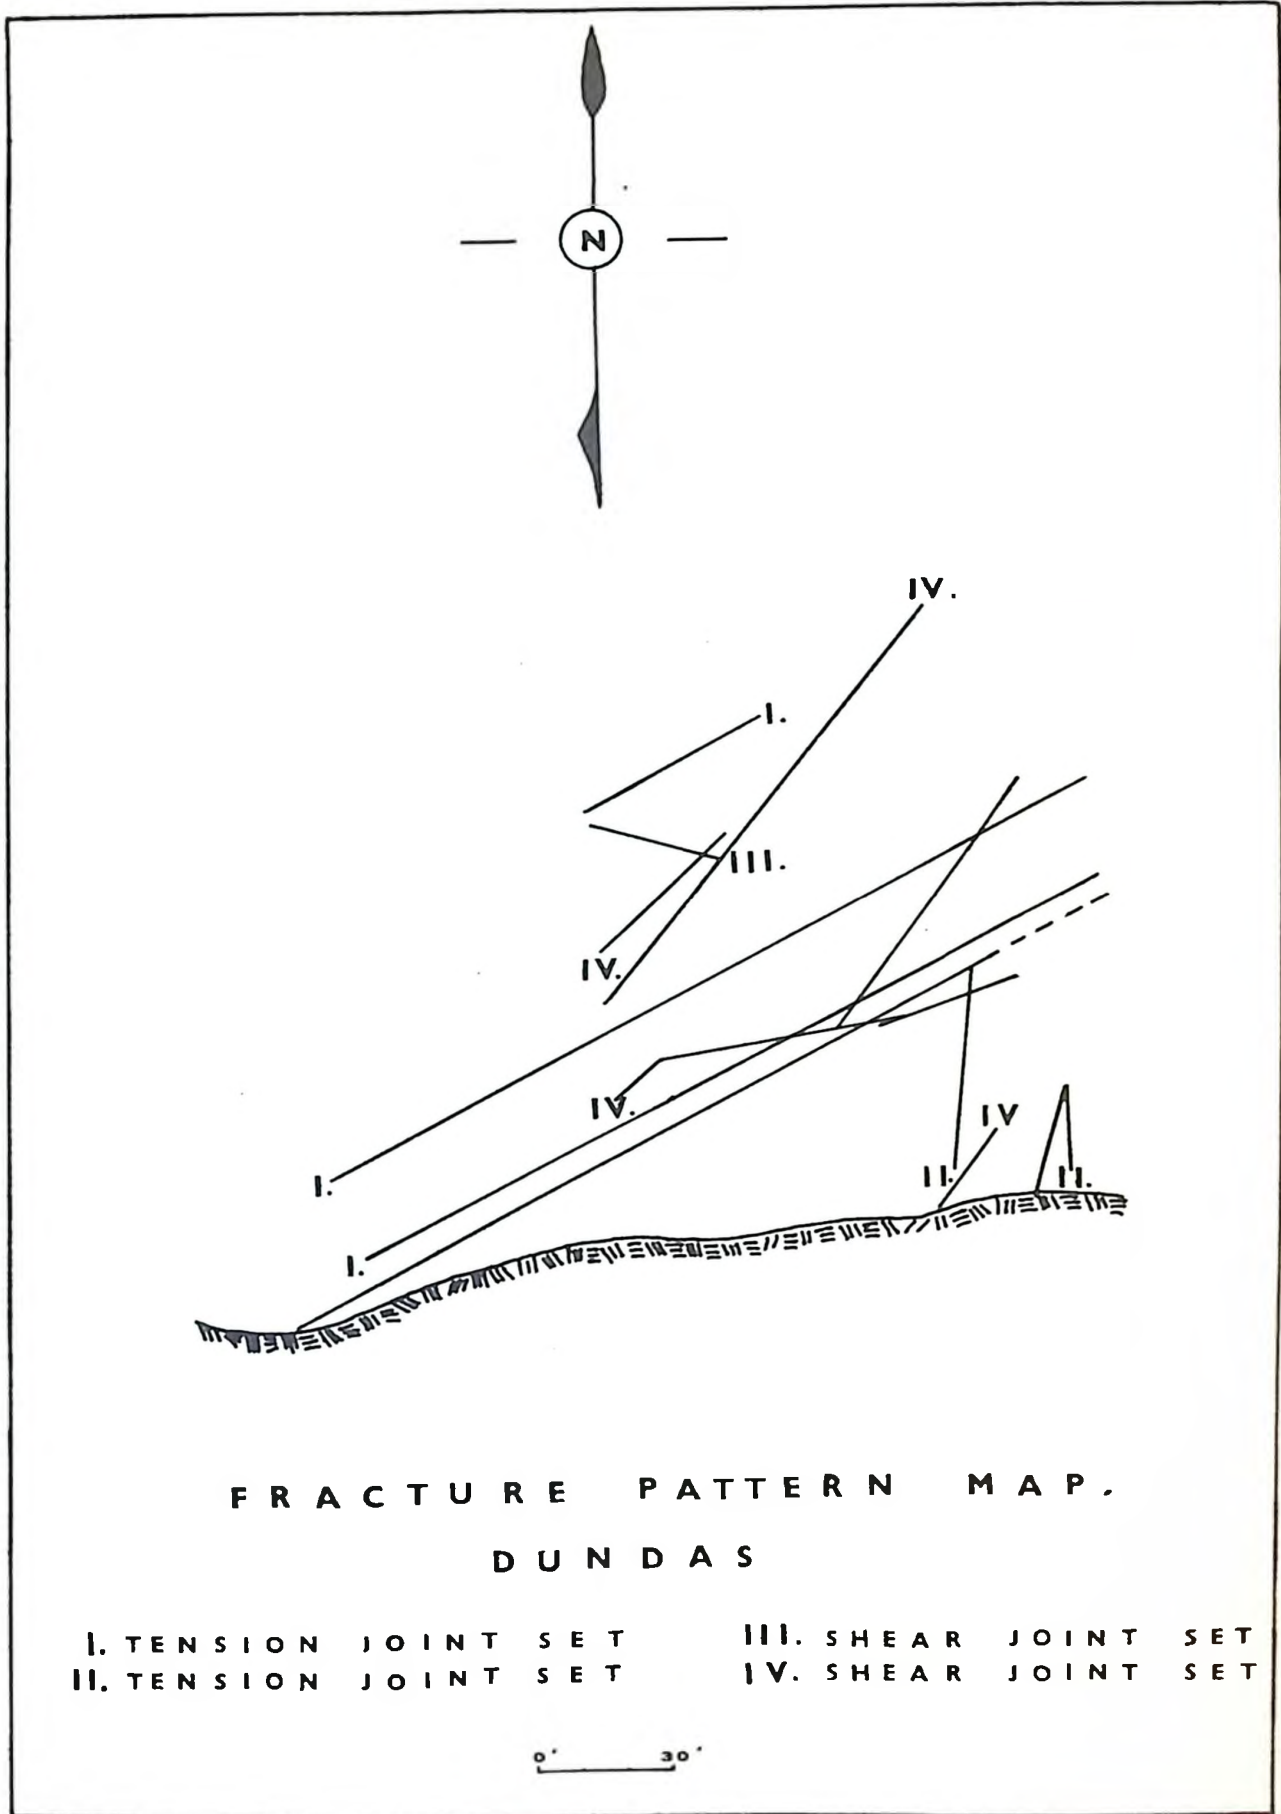 N
IV.
I.
III.
IV.
IV.
IV
I.
II.
II.
I.
FRACTURE PATTERN MAP.
DUNDAS
I. TENSION JOINT SET
II. TENSION JOINT SET
III. SHEAR JOINT SET
IV. SHEAR JOINT SET
0' 30'